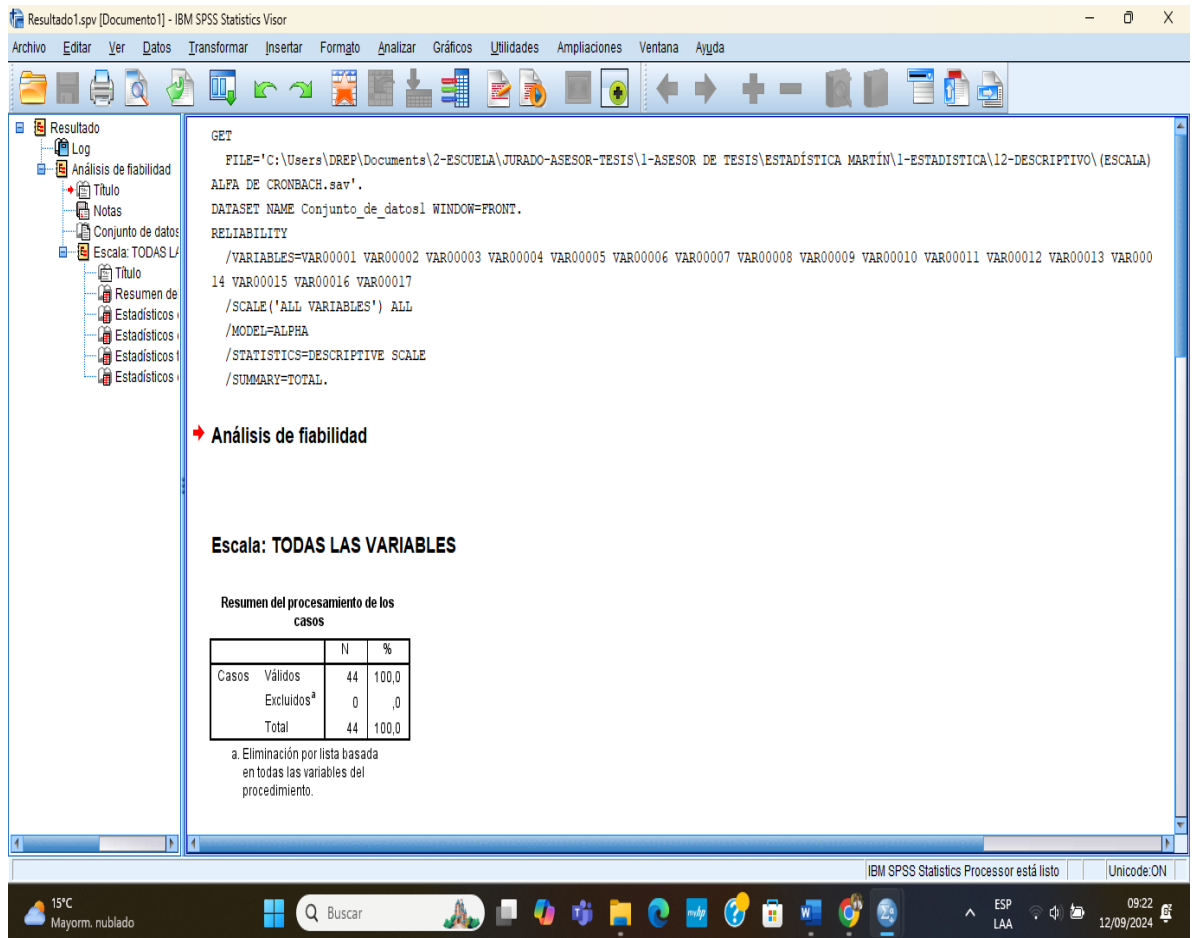 Resultado1.spv [Documento1] - IBM SPSS Statistics Visor
Archivo Editar Ver Datos Transformar Insertar Formato Analizar Gráficos Utilidades Ampliaciones Ventana Ayuda
Resultado
Log
Análisis de fiabilidad
Título
Notas
Conjunto de datos
Escala: TODAS LA
Título
Resumen de
Estadísticos
Estadísticos
Estadísticos
Estadísticos
GET
FILE='C:\Users\DREP\Documents\2-ESCUELA\JURADO-ASESOR-TESIS\1-ASESOR DE TESIS\ESTADÍSTICA MARTÍN\1-ESTADISTICA\12-DESCRIPTIVO\(ESCALA)
ALFA DE CRONBACH.sav'.
DATASET NAME Conjunto_de_datos1 WINDOW=FRONT.
RELIABILITY
/VARIABLES=VAR00001 VAR00002 VAR00003 VAR00004 VAR00005 VAR00006 VAR00007 VAR00008 VAR00009 VAR00010 VAR00011 VAR00012 VAR00013 VAR000
14 VAR00015 VAR00016 VAR00017
/SCALE('ALL VARIABLES') ALL
/MODEL=ALPHA
/STATISTICS=DESCRIPTIVE SCALE
/SUMMARY=TOTAL.
Análisis de fiabilidad
Escala: TODAS LAS VARIABLES
Resumen del procesamiento de los
casos
N %
Casos Válidos 44 100,0
Excluidos a 0 ,0
Total 44 100,0
a. Eliminación por lista basada
en todas las variables del
procedimiento.
IBM SPSS Statistics Processor está listo Unicode:ON
15°C
Mayorm. nublado
Buscar
mvhp
ESP
LAA
09:22
12/09/2024